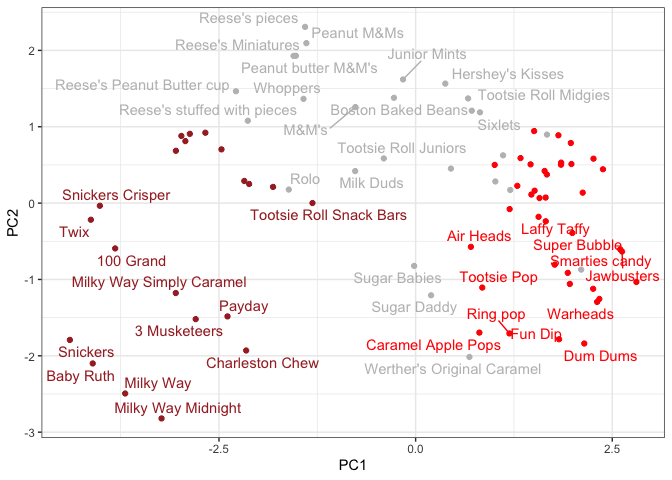 Reese's pieces
Peanut M&Ms
Reese's Miniatures
Junior Mints
Peanut butter M&M's
Hershey's Kisses
Reese's Peanut Butter cup
Whoppers
Tootsie Roll Midgies
Reese's stuffed with pieces
Boston Baked Beans
M&M's
Sixlets
Tootsie Roll Juniors
Rolo
Milk Duds
Snickers Crisper
Tootsie Roll Snack Bars
Twix
Laffy Taffy
Air Heads
Super Bubble
100 Grand
Smarties candy
Milky Way Simply Caramel
Sugar Babies
Tootsie Pop
Jawbusters
Payday
Sugar Daddy
Ring pop
Warheads
3 Musketeers
Fun Dip
Snickers
Caramel Apple Pops
Charleston Chew
Dum Dums
Baby Ruth
Werther's Original Caramel
Milky Way
Milky Way Midnight
2
1
0
-1
-2
-3
PC2
-2.5
0.0
2.5
PC1